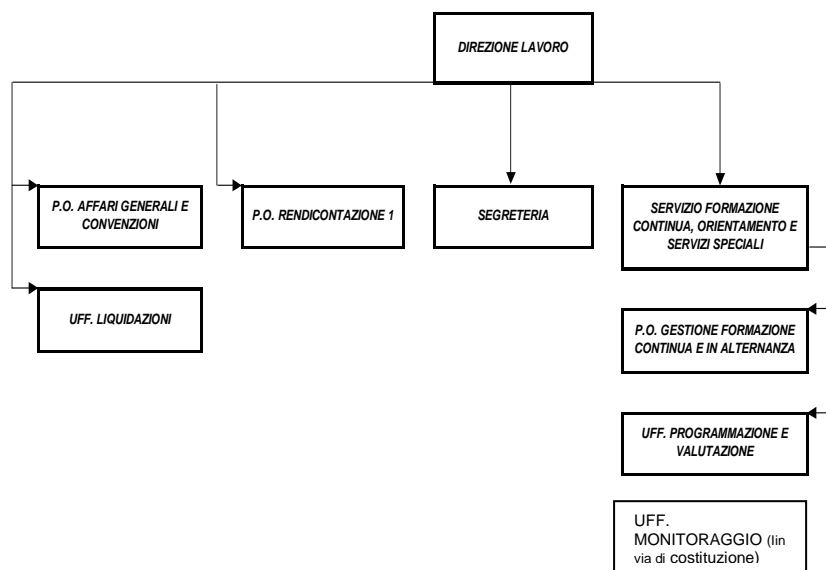 DIREZIONE LAVORO
P.O. AFFARI GENERALI E
CONVENZIONI
P.O. RENDICONTAZIONE 1
SEGRETERIA
SERVIZIO FORMAZIONE
CONTINUA, ORIENTAMENTO E
SERVIZI SPECIALI
UFF. LIQUIDAZIONI
P.O. GESTIONE FORMAZIONE
CONTINUA E IN ALTERNANZA
UFF. PROGRAMMAZIONE E
VALUTAZIONE
UFF.
MONITORAGGIO (Iin
via di costituzione)